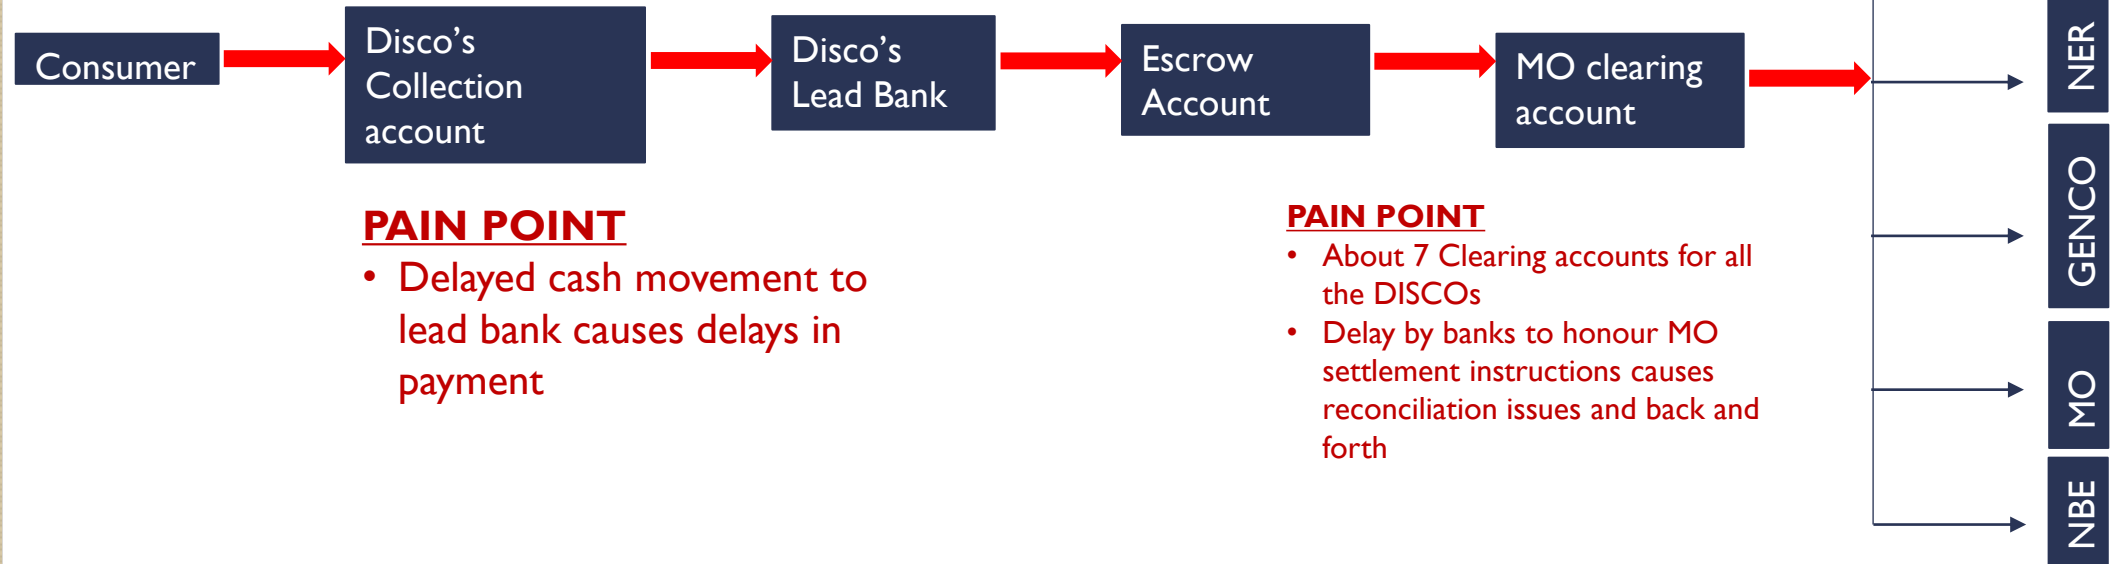 Consumer
Disco's
Collection
account
Disco's
Lead Bank
Escrow
Account
MO clearing
account
PAIN POINT
• Delayed cash movement to
lead bank causes delays in
payment
PAIN POINT
• About 7 Clearing accounts for all
the DISCOs
• Delay by banks to honour MO
settlement instructions causes
reconciliation issues and back and
forth
NER
GENCO
MO
NBE